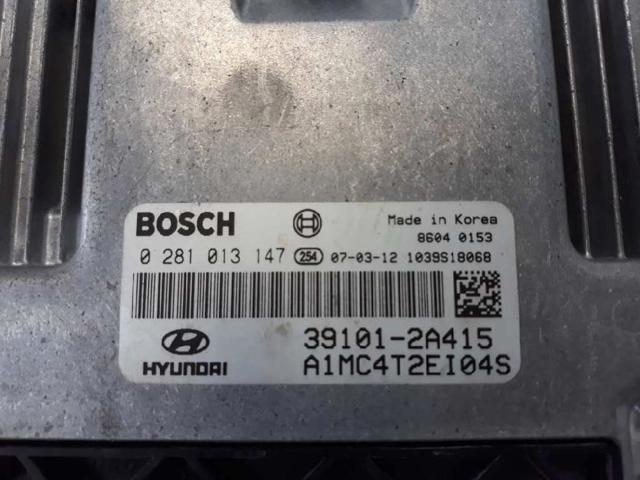 BOSCH
Made in Korea
8604 0153
0 281 013 147 254 07-03-12 1039S18068
39101-2A415
HYUNDAI
A1MC4T2EI04S